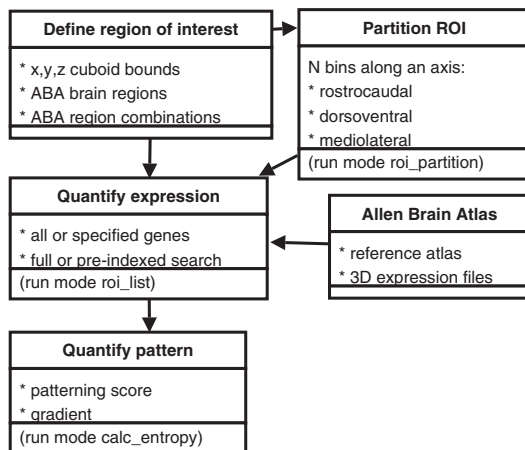 Define region of interest
* x,y,z cuboid bounds
* ABA brain regions
* ABA region combinations
Partition ROI
N bins along an axis:
* rostrocaudal
* dorsoventral
* mediolateral
(run mode roi_partition)
Quantify expression
* all or specified genes
* full or pre-indexed search
(run mode roi_list)
Allen Brain Atlas
* reference atlas
* 3D expression files
Quantify pattern
* patterning score
* gradient
(run mode calc_entropy)